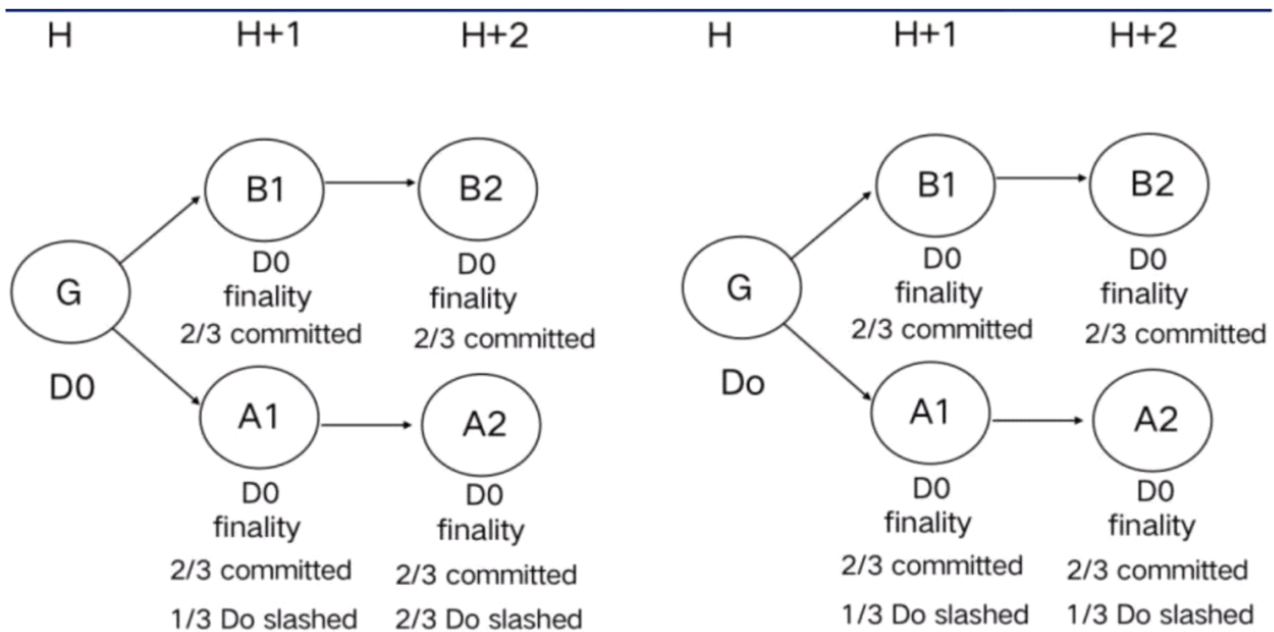 H H+1 H+2 H H+1 H+2
B1 B2 B1 B2
D0 D0 D0 D0
finality finality finality finality
2/3 committed 2/3 committed 2/3 committed 2/3 committed
G G
D0 Do
A1 A2 A1 A2
D0 D0 D0 D0
finality finality finality finality
2/3 committed 2/3 committed 2/3 committed 2/3 committed
1/3 Do slashed 2/3 Do slashed 1/3 Do slashed 1/3 Do slashed